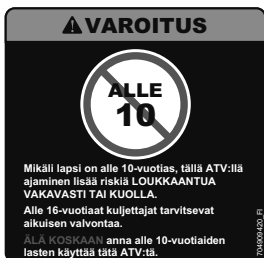 VAROITUS
ALLE
10
Mikäli lapsi on alle 10-vuotias, tällä ATV:llä
ajaminen lisää riskiä LOUKKAANTUA
VAKAVASTI TAI KUOLLA.
Alle 16-vuotiaat kuljettajat tarvitsevat
aikuisen valvontaa.
ÄLÄ KOSKAAN anna alle 10-vuotiaiden
lasten käyttää tätä ATV:tä.
704909420_FI